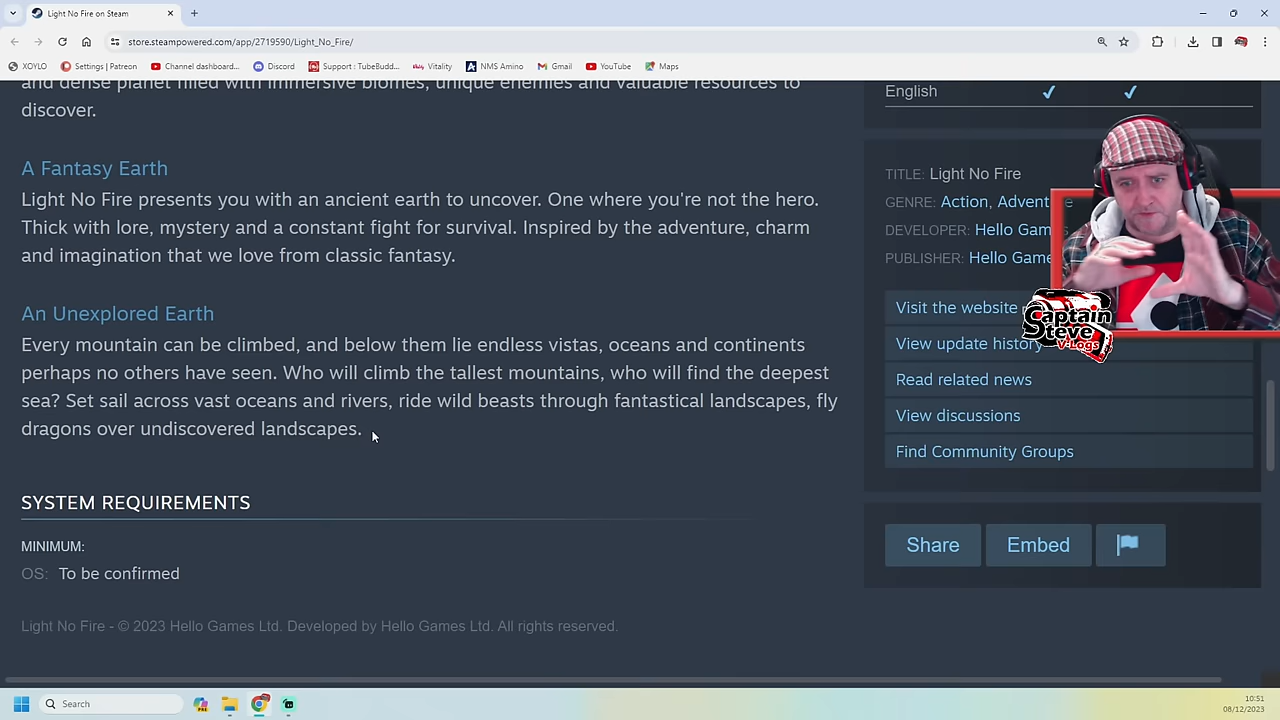 Light No Fire on Steam
store.steampowered.com/app/2719590/Light_No_Fire/
XOYLO
Settings | Patreon
Channel dashboard...
Discord
Support : TubeBudd...
Vitality
NMS Amino
Gmail
YouTube
Maps
and dense planet filled with immersive biomes, unique enemies and valuable resources to
discover.
A Fantasy Earth
Light No Fire presents you with an ancient earth to uncover. One where you're not the hero.
Thick with lore, mystery and a constant fight for survival. Inspired by the adventure, charm
and imagination that we love from classic fantasy.
An Unexplored Earth
Every mountain can be climbed, and below them lie endless vistas, oceans and continents
perhaps no others have seen. Who will climb the tallest mountains, who will find the deepest
sea? Set sail across vast oceans and rivers, ride wild beasts through fantastical landscapes, fly
dragons over undiscovered landscapes.
SYSTEM REQUIREMENTS
MINIMUM:
OS: To be confirmed
Light No Fire - © 2023 Hello Games Ltd. Developed by Hello Games Ltd. All rights reserved.
English
TITLE: Light No Fire
GENRE: Action, Adventure
DEVELOPER: Hello Gam
PUBLISHER: Hello Game
Visit the website
View update history
Read related news
View discussions
Find Community Groups
Share
Embed
Captain
Steve
V.Logs
Search
10:51
08/12/2023